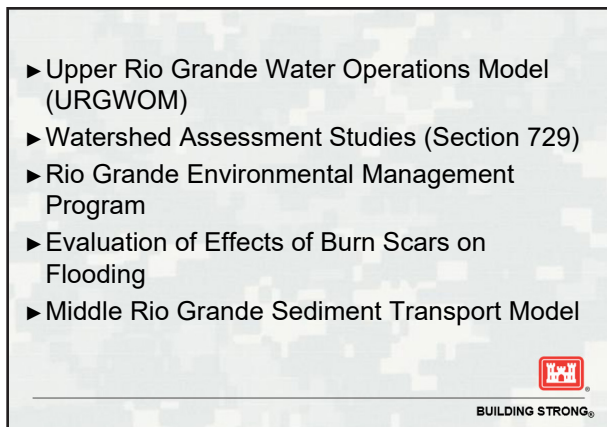 ►Upper Rio Grande Water Operations Model
(URGWOM)
►Watershed Assessment Studies (Section 729)
►Rio Grande Environmental Management
Program
►Evaluation of Effects of Burn Scars on
Flooding
►Middle Rio Grande Sediment Transport Model
®
BUILDING STRONG®